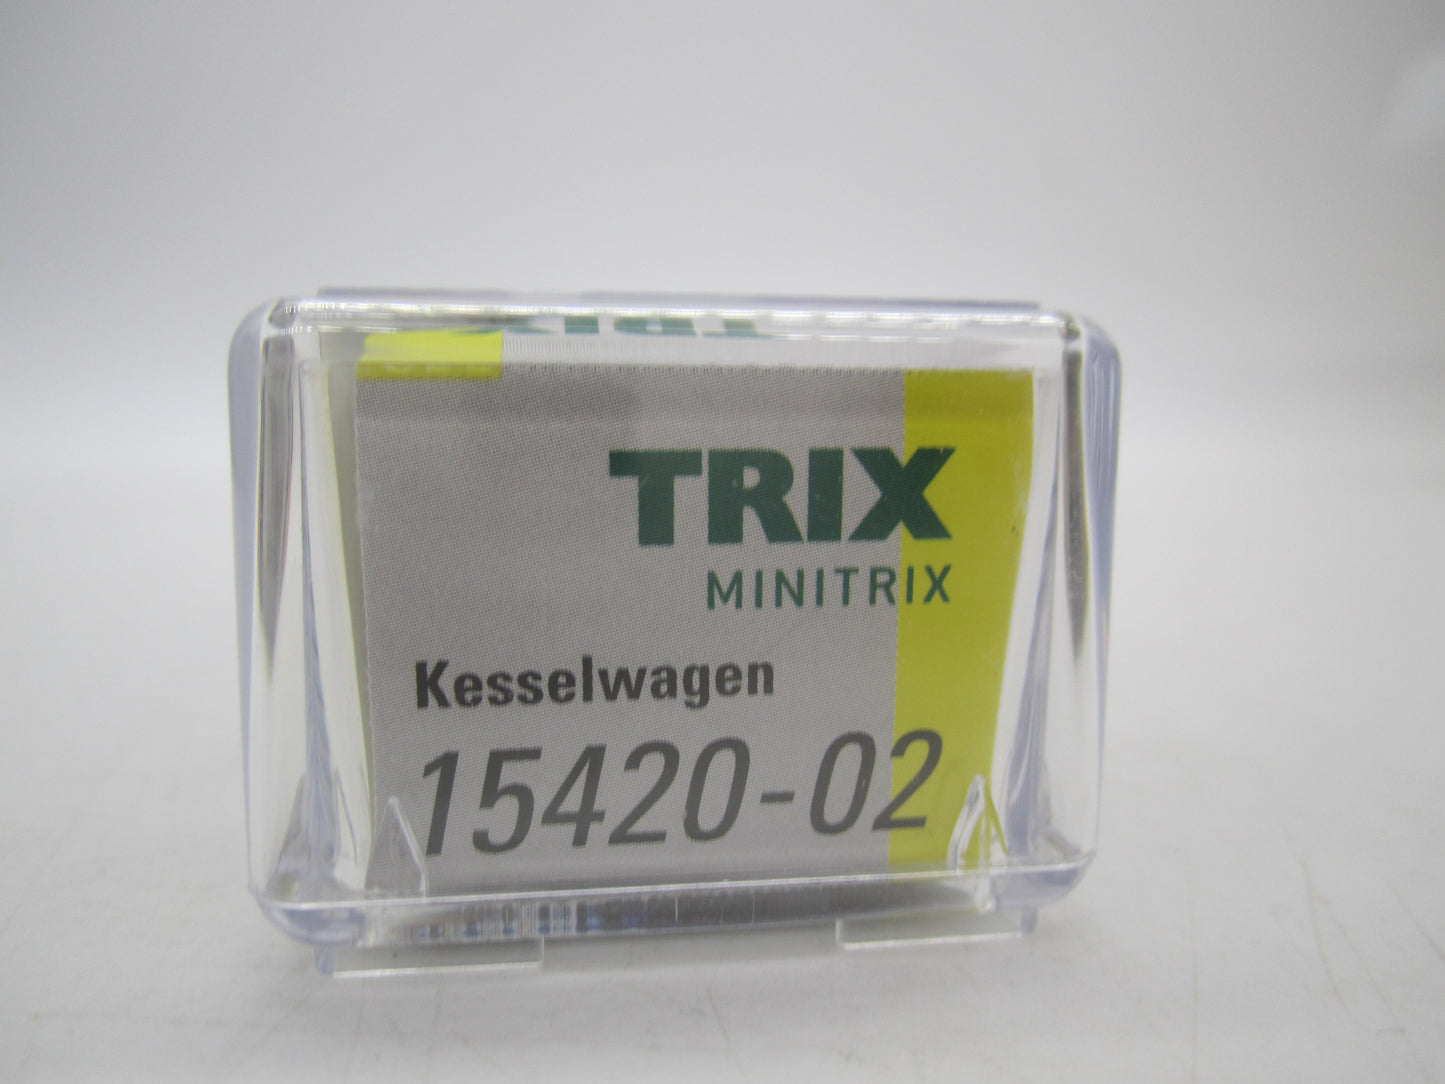 TRIX
MINITRIX
Kesselwagen
15420-02